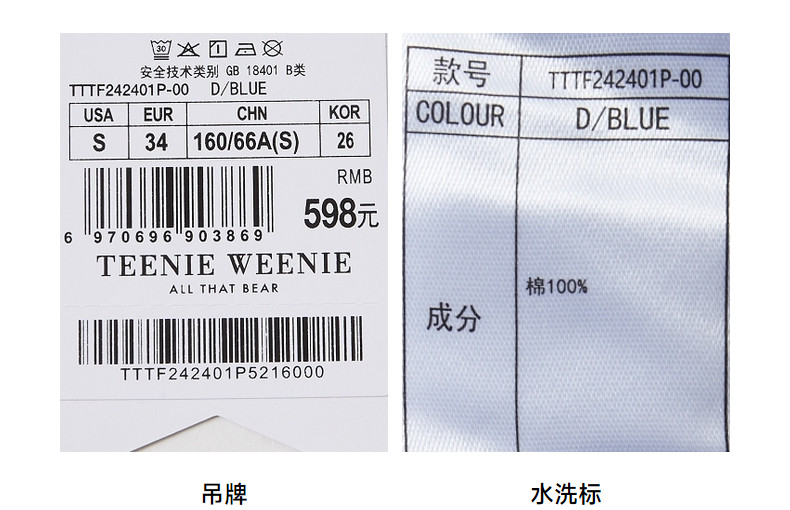 30
安全技术类别 GB 18401 B类
TTTF242401P-00 D/BLUE
USA EUR CHN KOR
S 34 160/66A(S) 26
RMB
598元
6 970696 903869
TEENIE WEENIE
ALL THAT BEAR
TTTF242401P5216000
吊牌
款号 TTTF242401P-00
COLOUR D/BLUE
成分 棉100%
水洗标